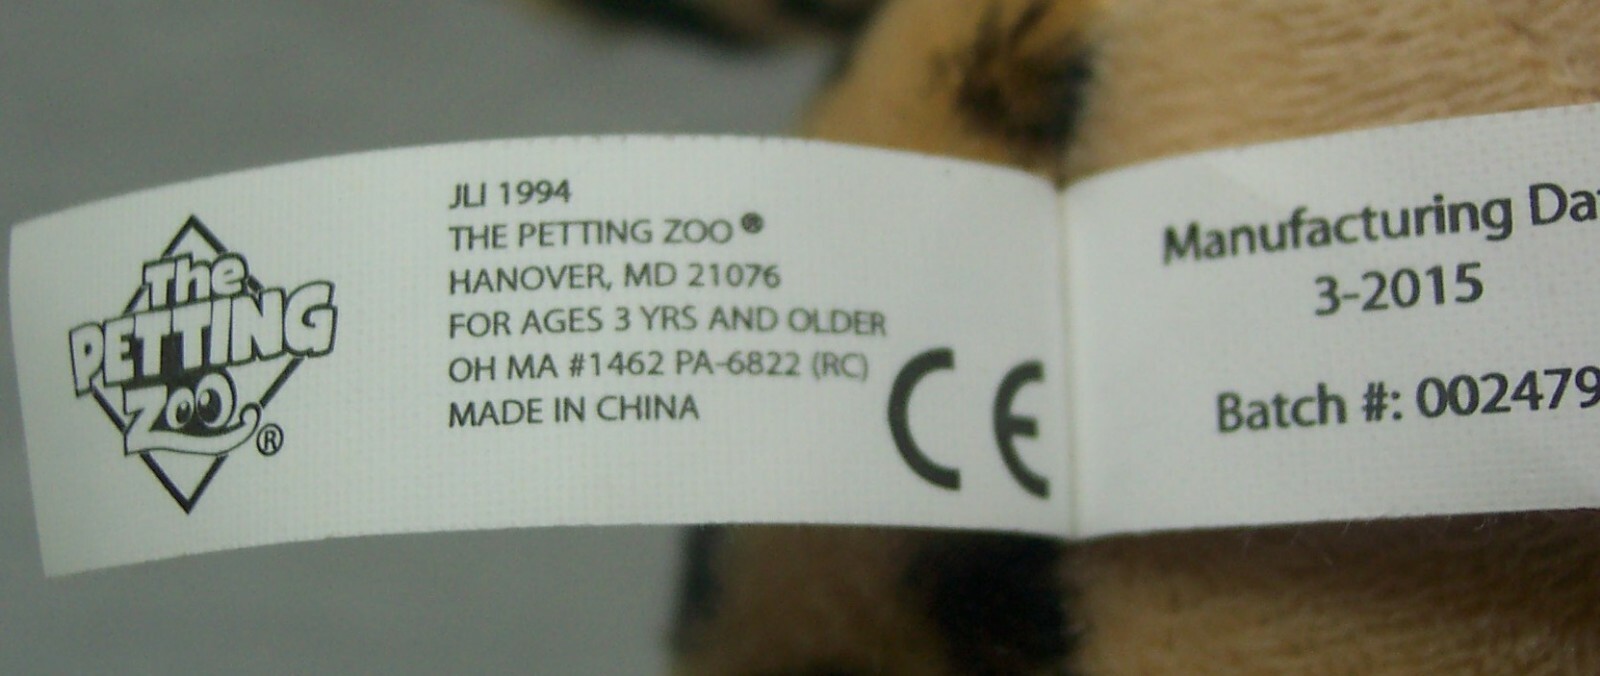 The
PETTING
ZOO®
JLI 1994
THE PETTING ZOO®
HANOVER, MD 21076
FOR AGES 3 YRS AND OLDER
OH MA #1462 PA-6822 (RC)
MADE IN CHINA
CE
Manufacturing Da
3-2015
Batch #: 002479